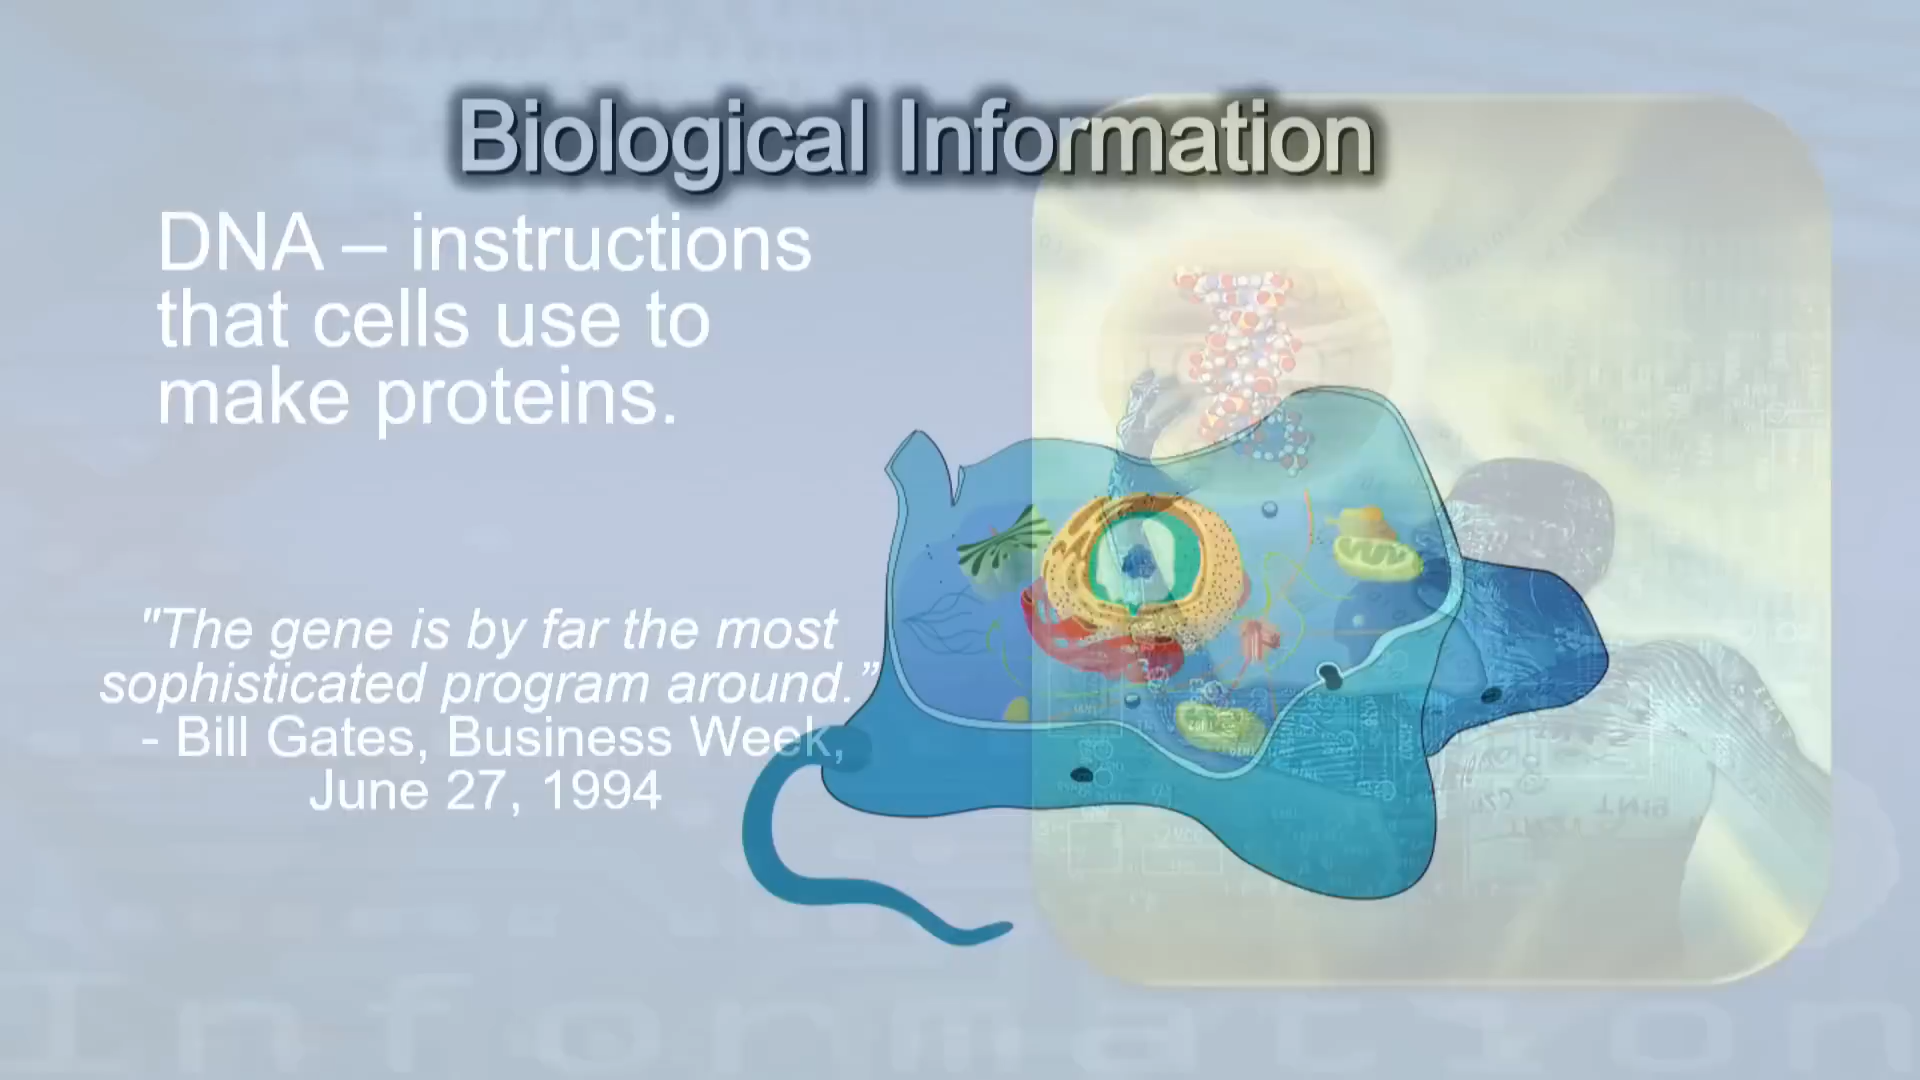 Biological Information
DNA – instructions
that cells use to
make proteins.
"The gene is by far the most
sophisticated program around.”
- Bill Gates, Business Week,
June 27, 1994
Information